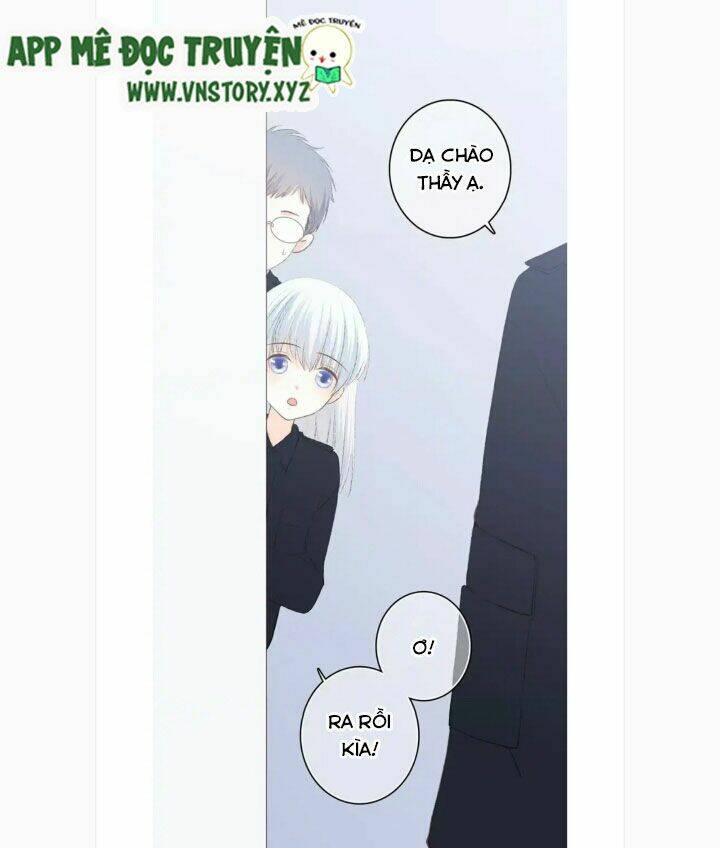 MÊ ĐỌC TRUYỆN
APP MÊ ĐỌC TRUYỆN
WWW.VNSTORY.XYZ
DẠ CHÀO
THẦY Ạ.
Ơ!
RA RỒI
KÌA!